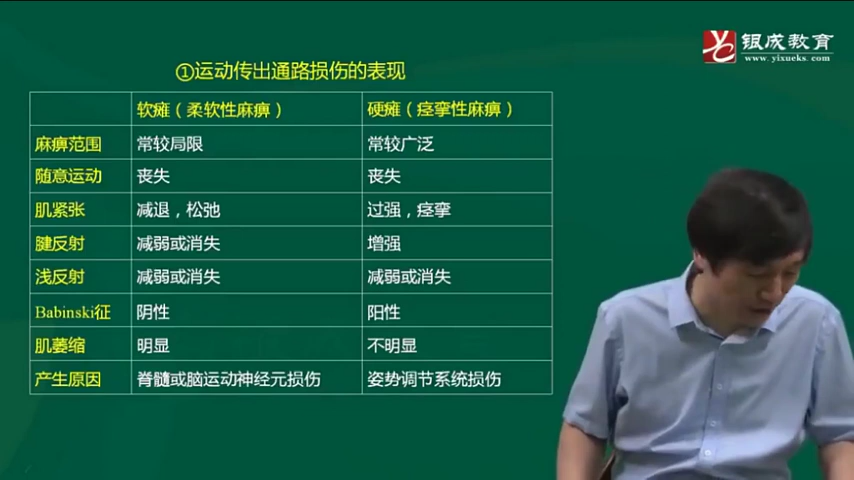 银成教育
www.yixueks.com
①运动传出通路损伤的表现
软瘫（柔软性麻痹） 硬瘫（痉挛性麻痹）
麻痹范围 常较局限 常较广泛
随意运动 丧失 丧失
肌紧张 减退，松弛 过强，痉挛
腱反射 减弱或消失 增强
浅反射 减弱或消失 减弱或消失
Babinski征 阴性 阳性
肌萎缩 明显 不明显
产生原因 脊髓或脑运动神经元损伤 姿势调节系统损伤